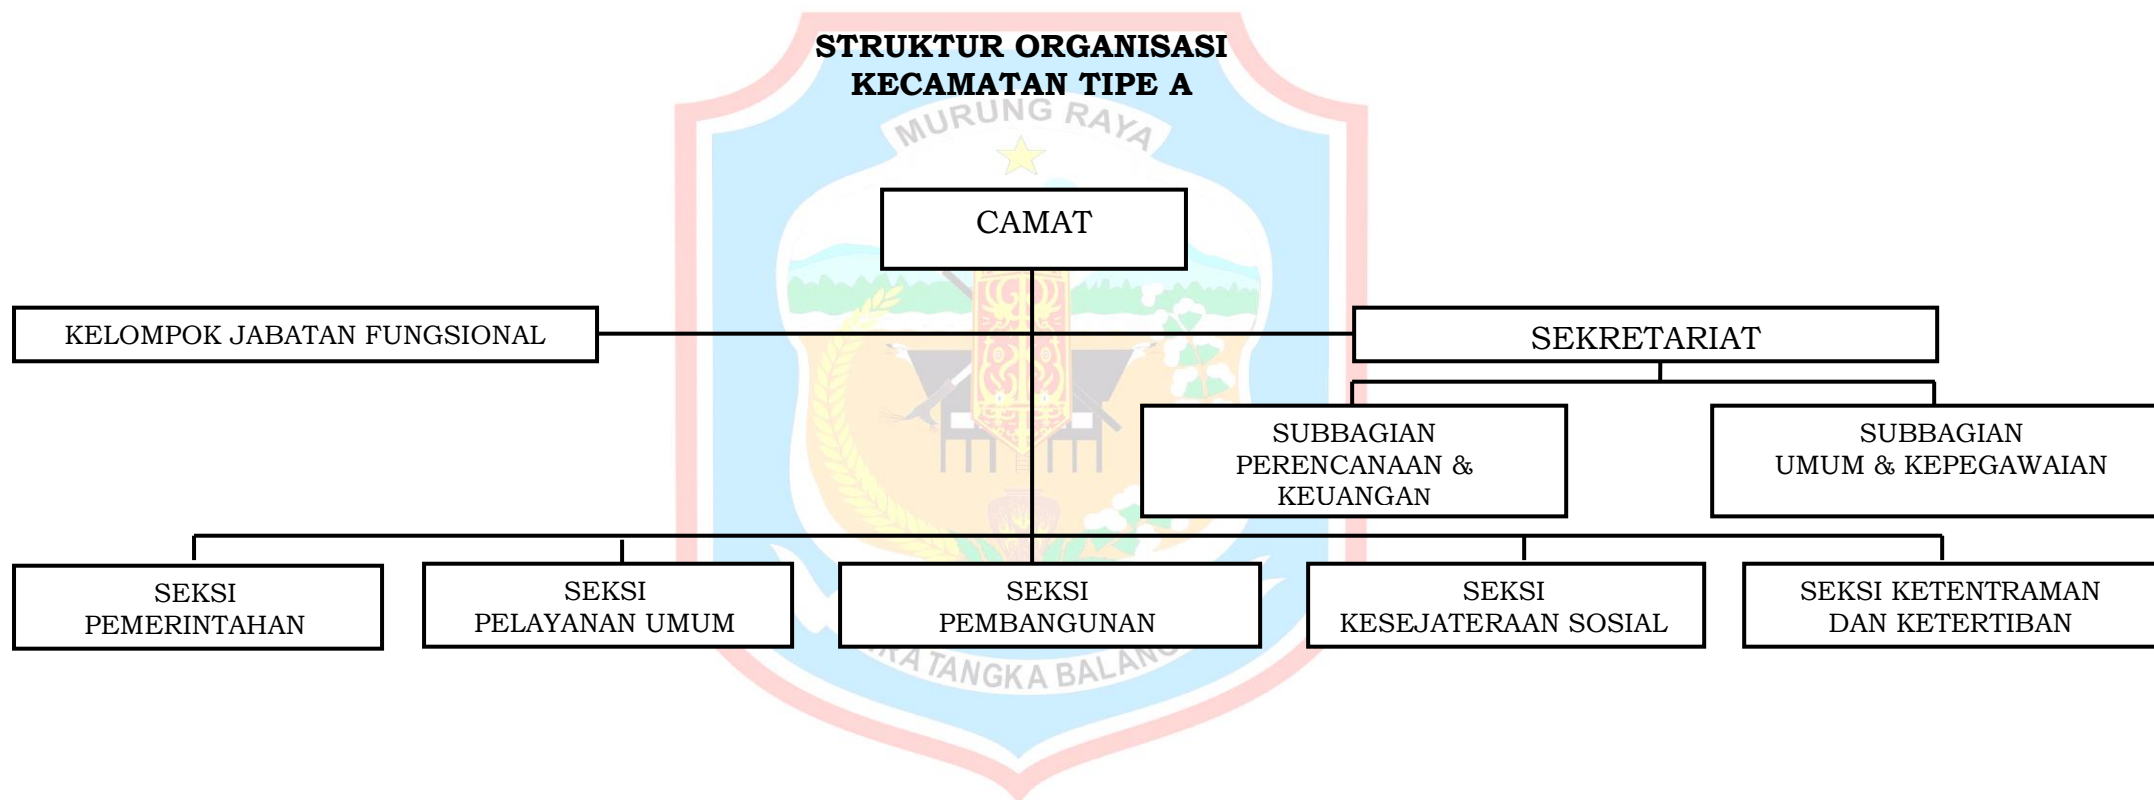 STRUKTUR ORGANISASI
KECAMATAN TIPE A
MURUNG RAYA
CAMAT
KELOMPOK JABATAN FUNGSIONAL
SEKRETARIAT
SUBBAGIAN
PERENCANAAN &
KEUANGAN
SUBBAGIAN
UMUM & KEPEGAWAIAN
SEKSI
PEMERINTAHAN
SEKSI
PELAYANAN UMUM
SEKSI
PEMBANGUNAN
SEKSI
KESEJATERAAN SOSIAL
SEKSI KETENTRAMAN
DAN KETERTIBAN
TANGKA